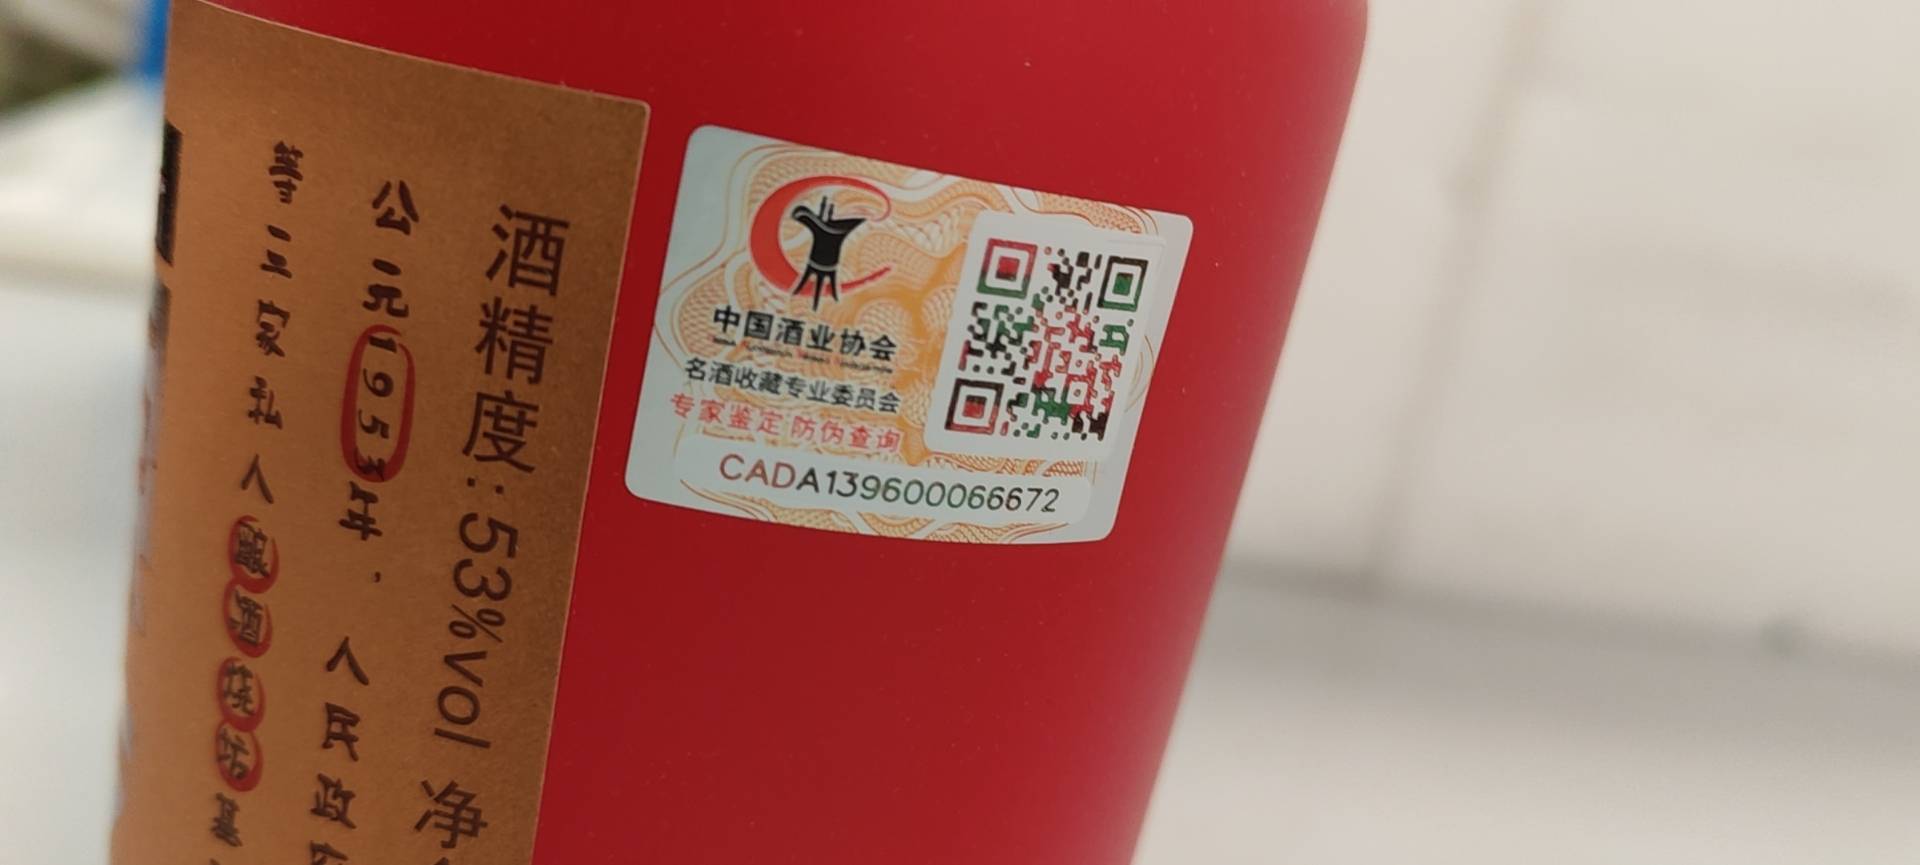 酒精度:53%vol 净
公元1953年.人民政府
等三家私人酿酒烧坊基
中国酒业协会
名酒收藏专业委员会
专家鉴定 防伪查询
CADA139600066672